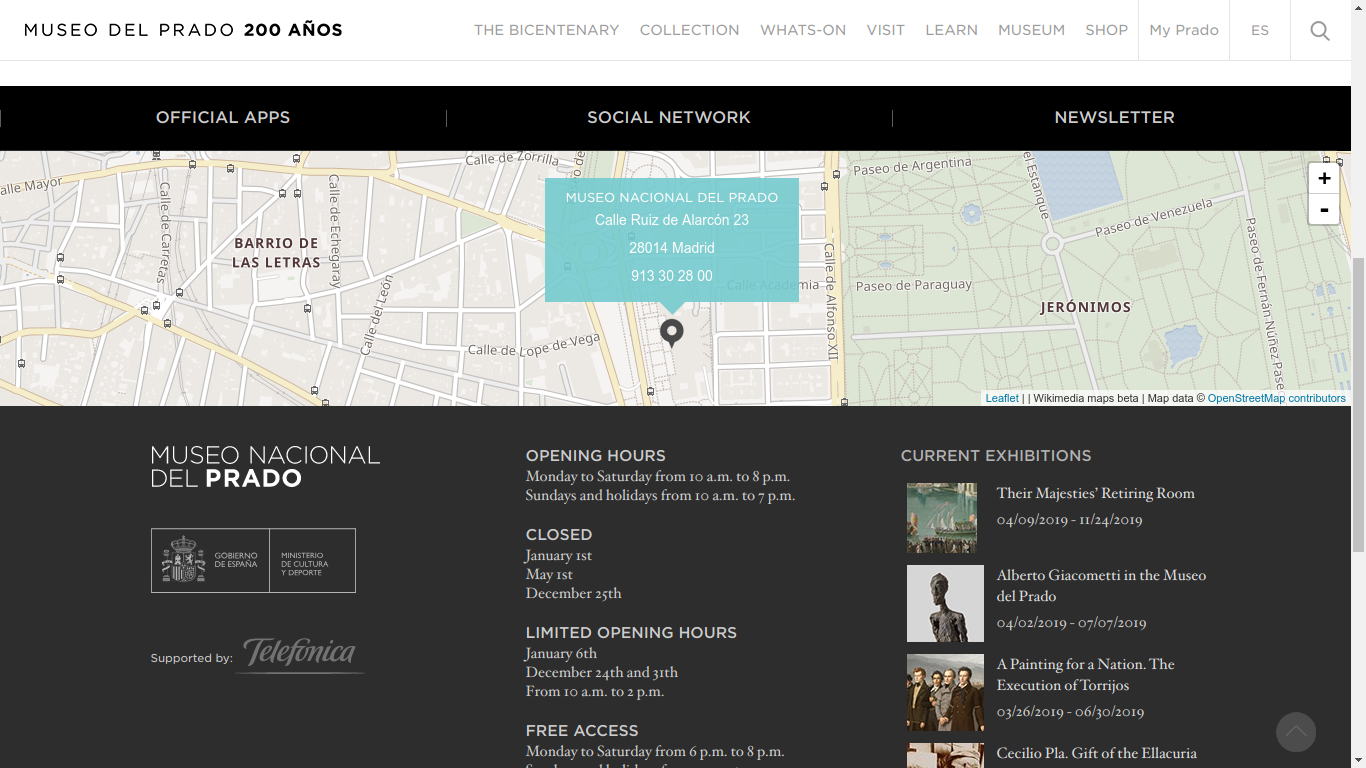 MUSEO DEL PRADO 200 AÑOS
THE BICENTENARY COLLECTION WHATS-ON VISIT LEARN MUSEUM SHOP My Prado ES
OFFICIAL APPS SOCIAL NETWORK NEWSLETTER
Calle de Zorrilla
alle Mayor
Calle de Carretas
Calle de Echegaray
BARRIO DE
LAS LETRAS
Calle del León
Calle de Lope de Vega
MUSEO NACIONAL DEL PRADO
Calle Ruiz de Alarcón 23
28014 Madrid
913 30 28 00
Calle Academia
Calle de Alfonso XII
Paseo de Argentina
el Estanque
Paseo de Venezuela
Paseo de Paraguay
JERÓNIMOS
Paseo de Fernán Núñez
Pase
+
-
Leaflet | | Wikimedia maps beta | Map data © OpenStreetMap contributors
MUSEO NACIONAL
DEL PRADO
GOBIERNO
DE ESPAÑA
MINISTERIO
DE CULTURA
Y DEPORTE
Supported by: Telefonica
OPENING HOURS
Monday to Saturday from 10 a.m. to 8 p.m.
Sundays and holidays from 10 a.m. to 7 p.m.
CLOSED
January 1st
May 1st
December 25th
LIMITED OPENING HOURS
January 6th
December 24th and 31th
From 10 a.m. to 2 p.m.
FREE ACCESS
Monday to Saturday from 6 p.m. to 8 p.m.
CURRENT EXHIBITIONS
Their Majesties' Retiring Room
04/09/2019 - 11/24/2019
Alberto Giacometti in the Museo
del Prado
04/02/2019 - 07/07/2019
A Painting for a Nation. The
Execution of Torrijos
03/26/2019 - 06/30/2019
Cecilio Pla. Gift of the Ellacuria